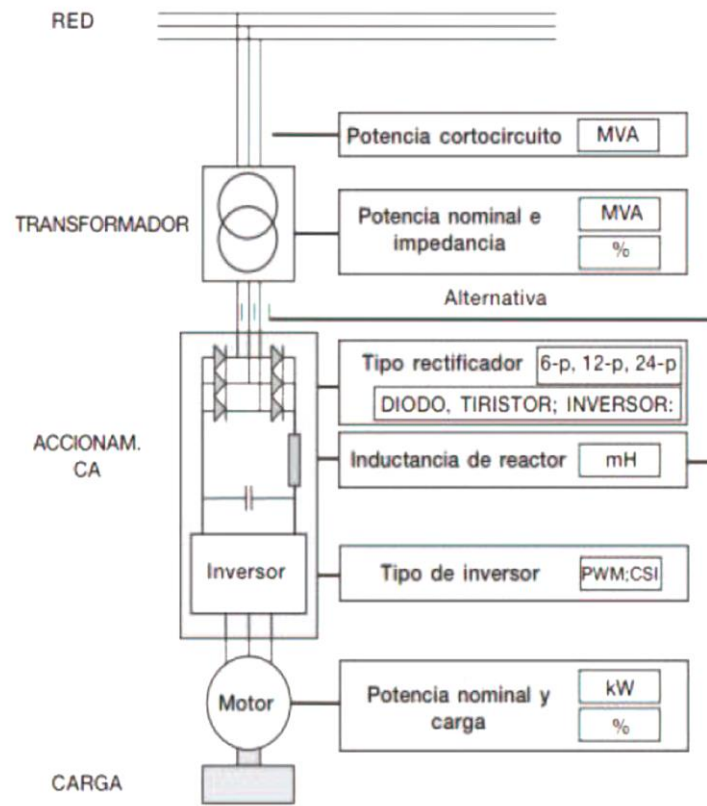 RED
Potencia cortocircuito MVA
TRANSFORMADOR
Potencia nominal e
impedancia
MVA
%
Alternativa
Tipo rectificador 6-p, 12-p, 24-p
DIODO, TIRISTOR; INVERSOR:
ACCIONAM.
CA
Inductancia de reactor mH
Inversor
Tipo de inversor PWM;CSI
Motor
Potencia nominal y
carga
kW
%
CARGA